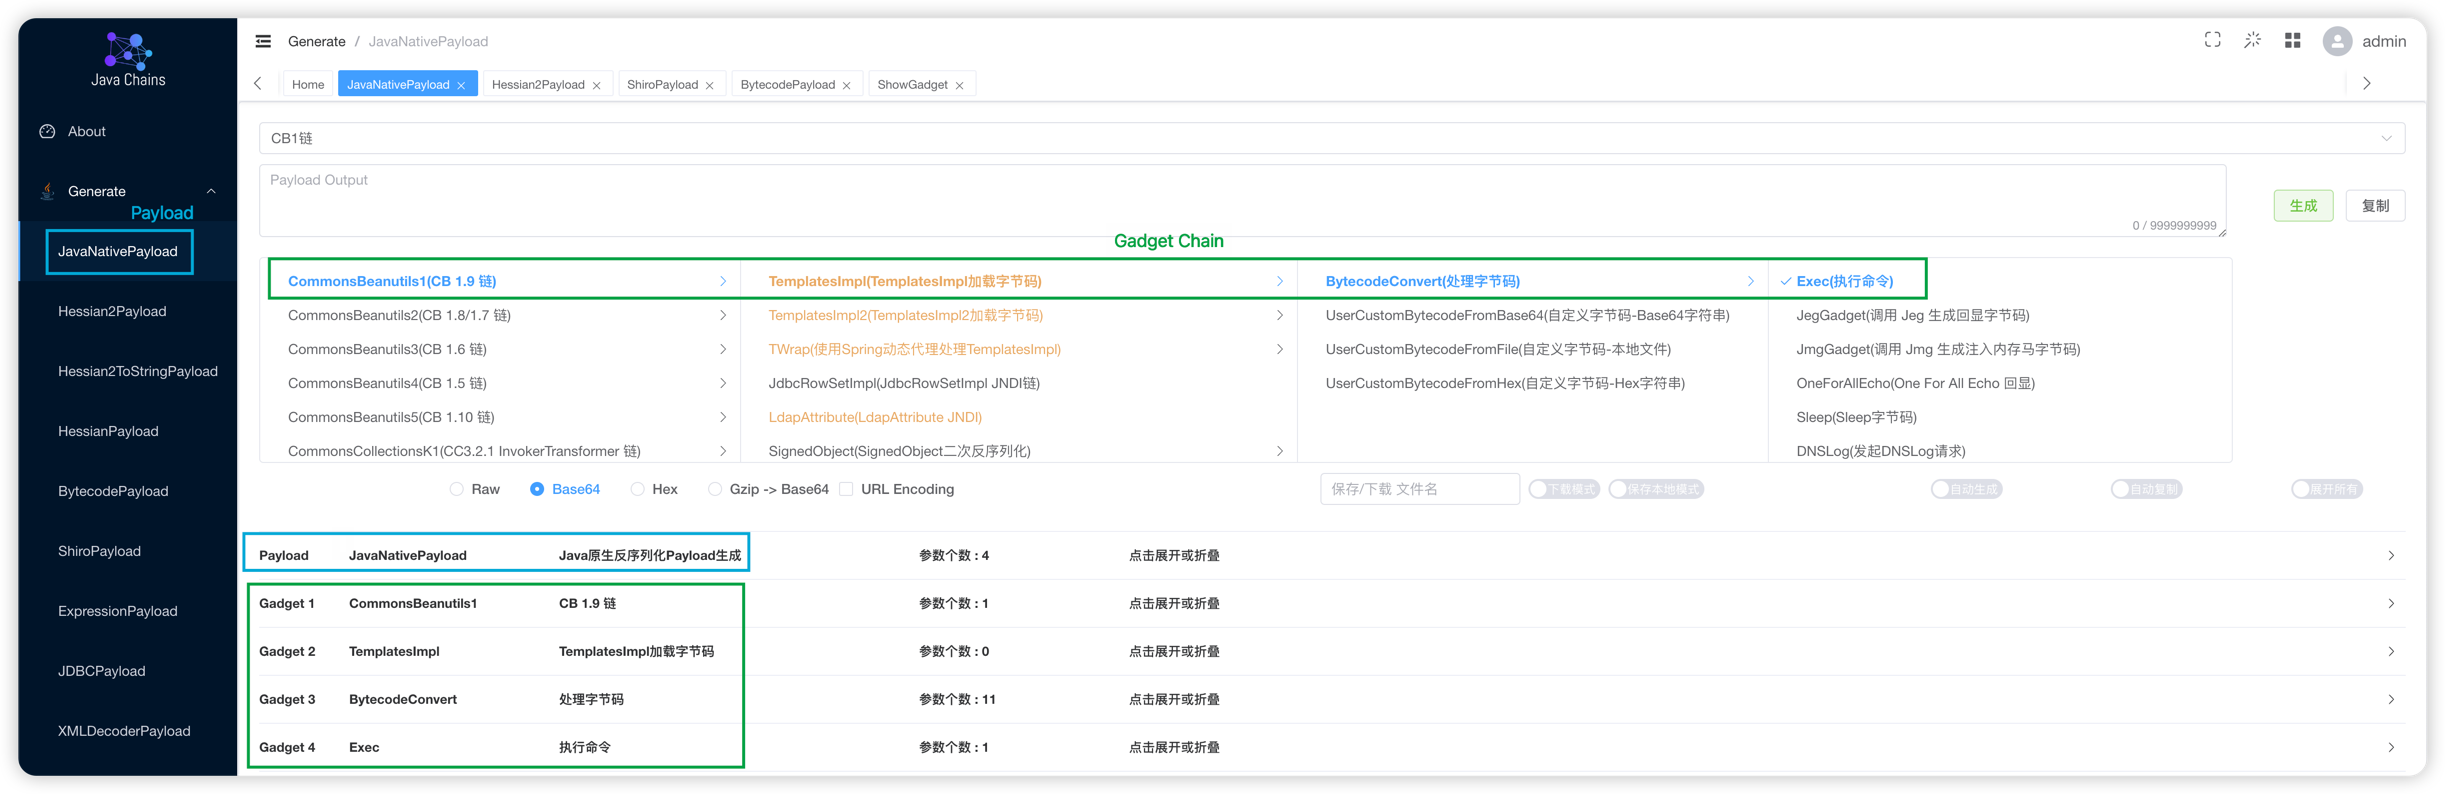 Java Chains
Generate / JavaNativePayload
admin
Home JavaNativePayload Hessian2Payload ShiroPayload BytecodePayload ShowGadget
About
Generate
Payload
JavaNativePayload
Hessian2Payload
Hessian2ToStringPayload
HessianPayload
BytecodePayload
ShiroPayload
ExpressionPayload
JDBCPayload
XMLDecoderPayload
CB1链
Payload Output
0 / 9999999999
生成 复制
Gadget Chain
CommonsBeanutils1(CB 1.9 链) TemplatesImpl(TemplatesImpl加载字节码) BytecodeConvert(处理字节码) Exec(执行命令)
CommonsBeanutils2(CB 1.8/1.7 链) TemplatesImpl2(TemplatesImpl2加载字节码) UserCustomBytecodeFromBase64(自定义字节码-Base64字符串) JegGadget(调用 Jeg 生成回显字节码)
CommonsBeanutils3(CB 1.6 链) TWrap(使用Spring动态代理处理TemplatesImpl) UserCustomBytecodeFromFile(自定义字节码-本地文件) JmgGadget(调用 Jmg 生成注入内存马字节码)
CommonsBeanutils4(CB 1.5 链) JdbcRowSetImpl(JdbcRowSetImpl JNDI链) UserCustomBytecodeFromHex(自定义字节码-Hex字符串) OneForAllEcho(One For All Echo 回显)
CommonsBeanutils5(CB 1.10 链) LdapAttribute(LdapAttribute JNDI) Sleep(Sleep字节码)
CommonsCollectionsK1(CC3.2.1 InvokerTransformer 链) SignedObject(SignedObject二次反序列化) DNSLog(发起DNSLog请求)
Raw Base64 Hex Gzip -> Base64 URL Encoding 保存/下载 文件名 下载模式 保存本地模式 自动生成 自动复制 展开所有
Payload JavaNativePayload Java原生反序列化Payload生成 参数个数 : 4 点击展开或折叠
Gadget 1 CommonsBeanutils1 CB 1.9 链 参数个数 : 1 点击展开或折叠
Gadget 2 TemplatesImpl TemplatesImpl加载字节码 参数个数 : 0 点击展开或折叠
Gadget 3 BytecodeConvert 处理字节码 参数个数 : 11 点击展开或折叠
Gadget 4 Exec 执行命令 参数个数 : 1 点击展开或折叠